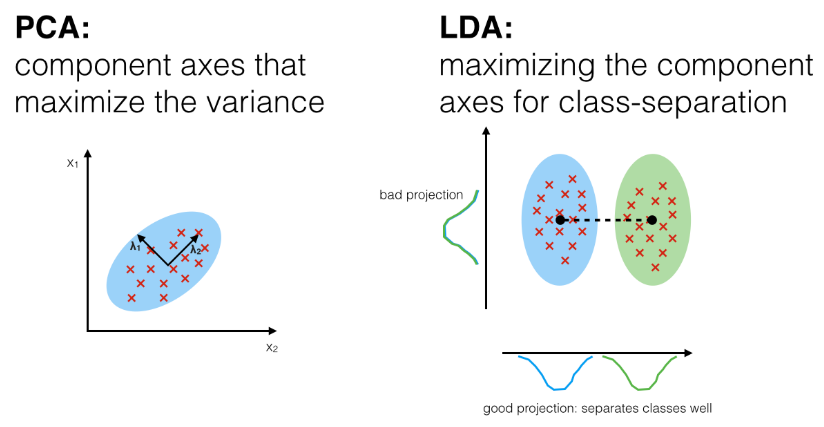 PCA:
component axes that
maximize the variance
x₁
λ₁
λ₂
x₂
LDA:
maximizing the component
axes for class-separation
bad projection
good projection: separates classes well